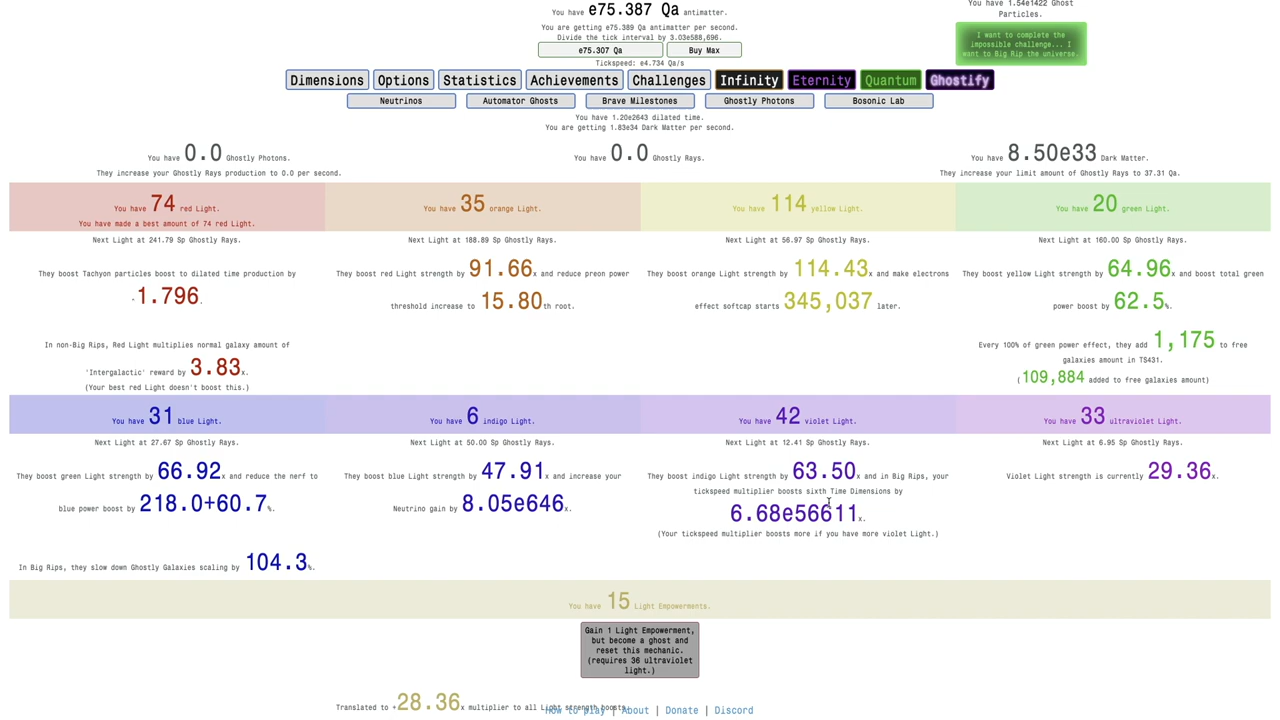 You have e75.387 Qa antimatter.
You have 1.54e1422 Ghost Particles.
You are getting e75.389 Qa antimatter per second.
Divide the tick interval by 3.03e588,696.
I want to complete the
impossible challenge... I
want to Big Rip the universe.
e75.307 Qa Buy Max
Tickspeed: e4.734 Qa/s
Dimensions Options Statistics Achievements Challenges Infinity Eternity Quantum Ghostify
Neutrinos Automator Ghosts Brave Milestones Ghostly Photons Bosonic Lab
You have 1.20e2643 dilated time.
You are getting 1.83e34 Dark Matter per second.
You have 0.0 Ghostly Photons. You have 0.0 Ghostly Rays. You have 8.50e33 Dark Matter.
They increase your Ghostly Rays production to 0.0 per second. They increase your limit amount of Ghostly Rays to 37.31 Qa.
You have 74 red Light. You have 35 orange Light. You have 114 yellow Light. You have 20 green Light.
You have made a best amount of 74 red Light.
Next Light at 241.79 Sp Ghostly Rays. Next Light at 188.89 Sp Ghostly Rays. Next Light at 56.97 Sp Ghostly Rays. Next Light at 160.00 Sp Ghostly Rays.
They boost Tachyon particles boost to dilated time production by
^1.796.
They boost red Light strength by 91.66x and reduce preon power
threshold increase to 15.80th root.
They boost orange Light strength by 114.43x and make electrons
effect softcap starts 345,037 later.
They boost yellow Light strength by 64.96x and boost total green
power boost by 62.5%.
In non-Big Rips, Red Light multiplies normal galaxy amount of
'Intergalactic' reward by 3.83x.
(Your best red Light doesn't boost this.)
Every 100% of green power effect, they add 1,175 to free
galaxies amount in TS431.
(109,884 added to free galaxies amount)
You have 31 blue Light. You have 6 indigo Light. You have 42 violet Light. You have 33 ultraviolet Light.
Next Light at 27.67 Sp Ghostly Rays. Next Light at 50.00 Sp Ghostly Rays. Next Light at 12.41 Sp Ghostly Rays. Next Light at 6.95 Sp Ghostly Rays.
They boost green Light strength by 66.92x and reduce the nerf to
blue power boost by 218.0+60.7%.
They boost blue Light strength by 47.91x and increase your
Neutrino gain by 8.05e646x.
They boost indigo Light strength by 63.50x and in Big Rips, your
tickspeed multiplier boosts sixth Time Dimensions by
6.68e56611x.
(Your tickspeed multiplier boosts more if you have more violet Light.)
Violet Light strength is currently 29.36x.
In Big Rips, they slow down Ghostly Galaxies scaling by 104.3%.
You have 15 Light Empowerments.
Gain 1 Light Empowerment,
but become a ghost and
reset this mechanic.
(requires 36 ultraviolet
light.)
Translated to +28.36x multiplier to all Light strength boosts.
How to play | About | Donate | Discord